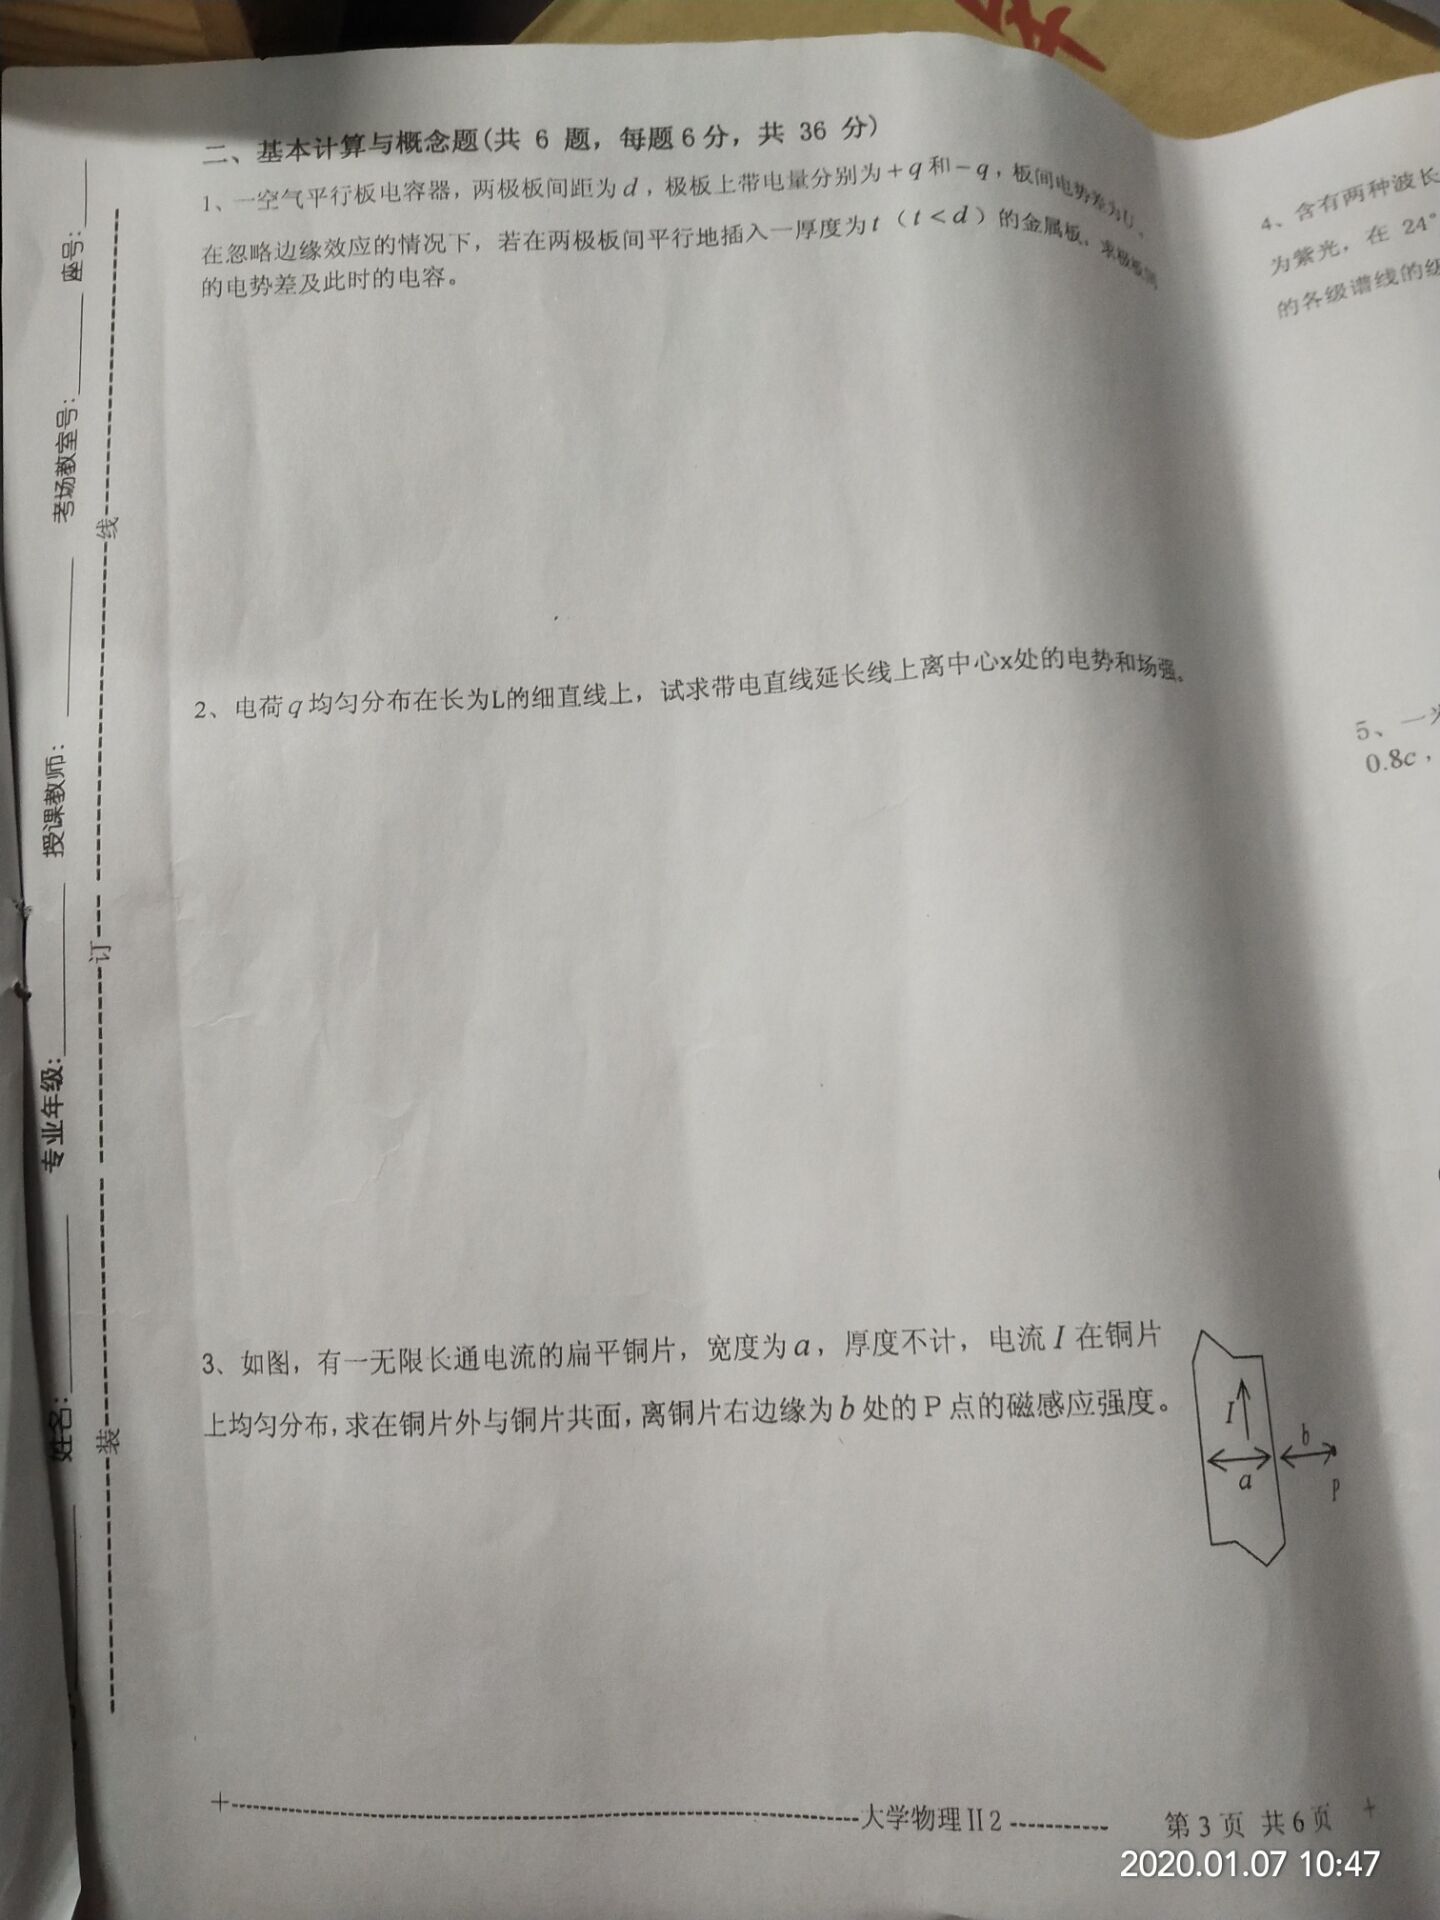 二、基本计算与概念题(共 6 题，每题6分，共 36 分)
1、一空气平行板电容器，两极板间距为d，极板上带电量分别为+q和-q，板间电势差为U。
在忽略边缘效应的情况下，若在两极板间平行地插入一厚度为t（t<d）的金属板，求极板间
的电势差及此时的电容。
2、电荷q均匀分布在长为L的细直线上，试求带电直线延长线上离中心x处的电势和场强。
3、如图，有一无限长通电流的扁平铜片，宽度为a，厚度不计，电流I在铜片
上均匀分布,求在铜片外与铜片共面,离铜片右边缘为b处的P点的磁感应强度。
I
a
b
P
4、含有两种波长
为紫光，在 24°
的各级谱线的级
5、一
0.8c，
座号:
考场教室号:
授课教师:
专业年级:
姓名:
线
订
装
大学物理II2
第3页 共6页
2020.01.07 10:47